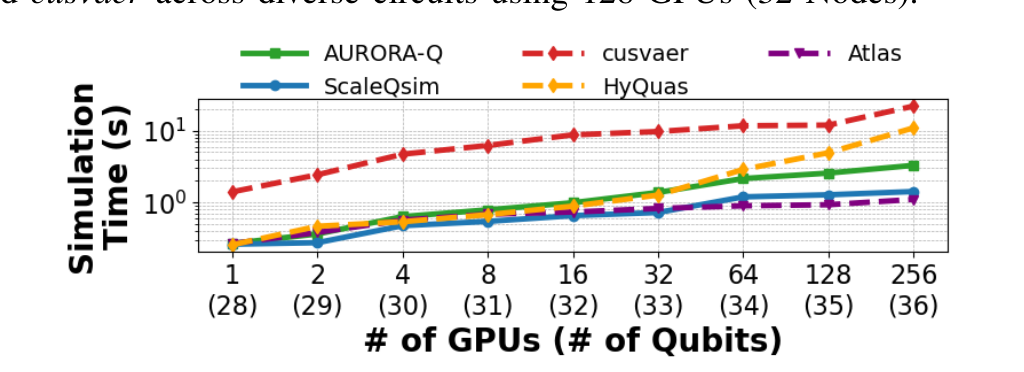 cusvaer across diverse circuits using 128 GPUs (32 Nodes).
AURORA-Q cusvaer Atlas
ScaleQsim HyQuas
Simulation
Time (s)
10¹
10⁰
1 2 4 8 16 32 64 128 256
(28) (29) (30) (31) (32) (33) (34) (35) (36)
# of GPUs (# of Qubits)